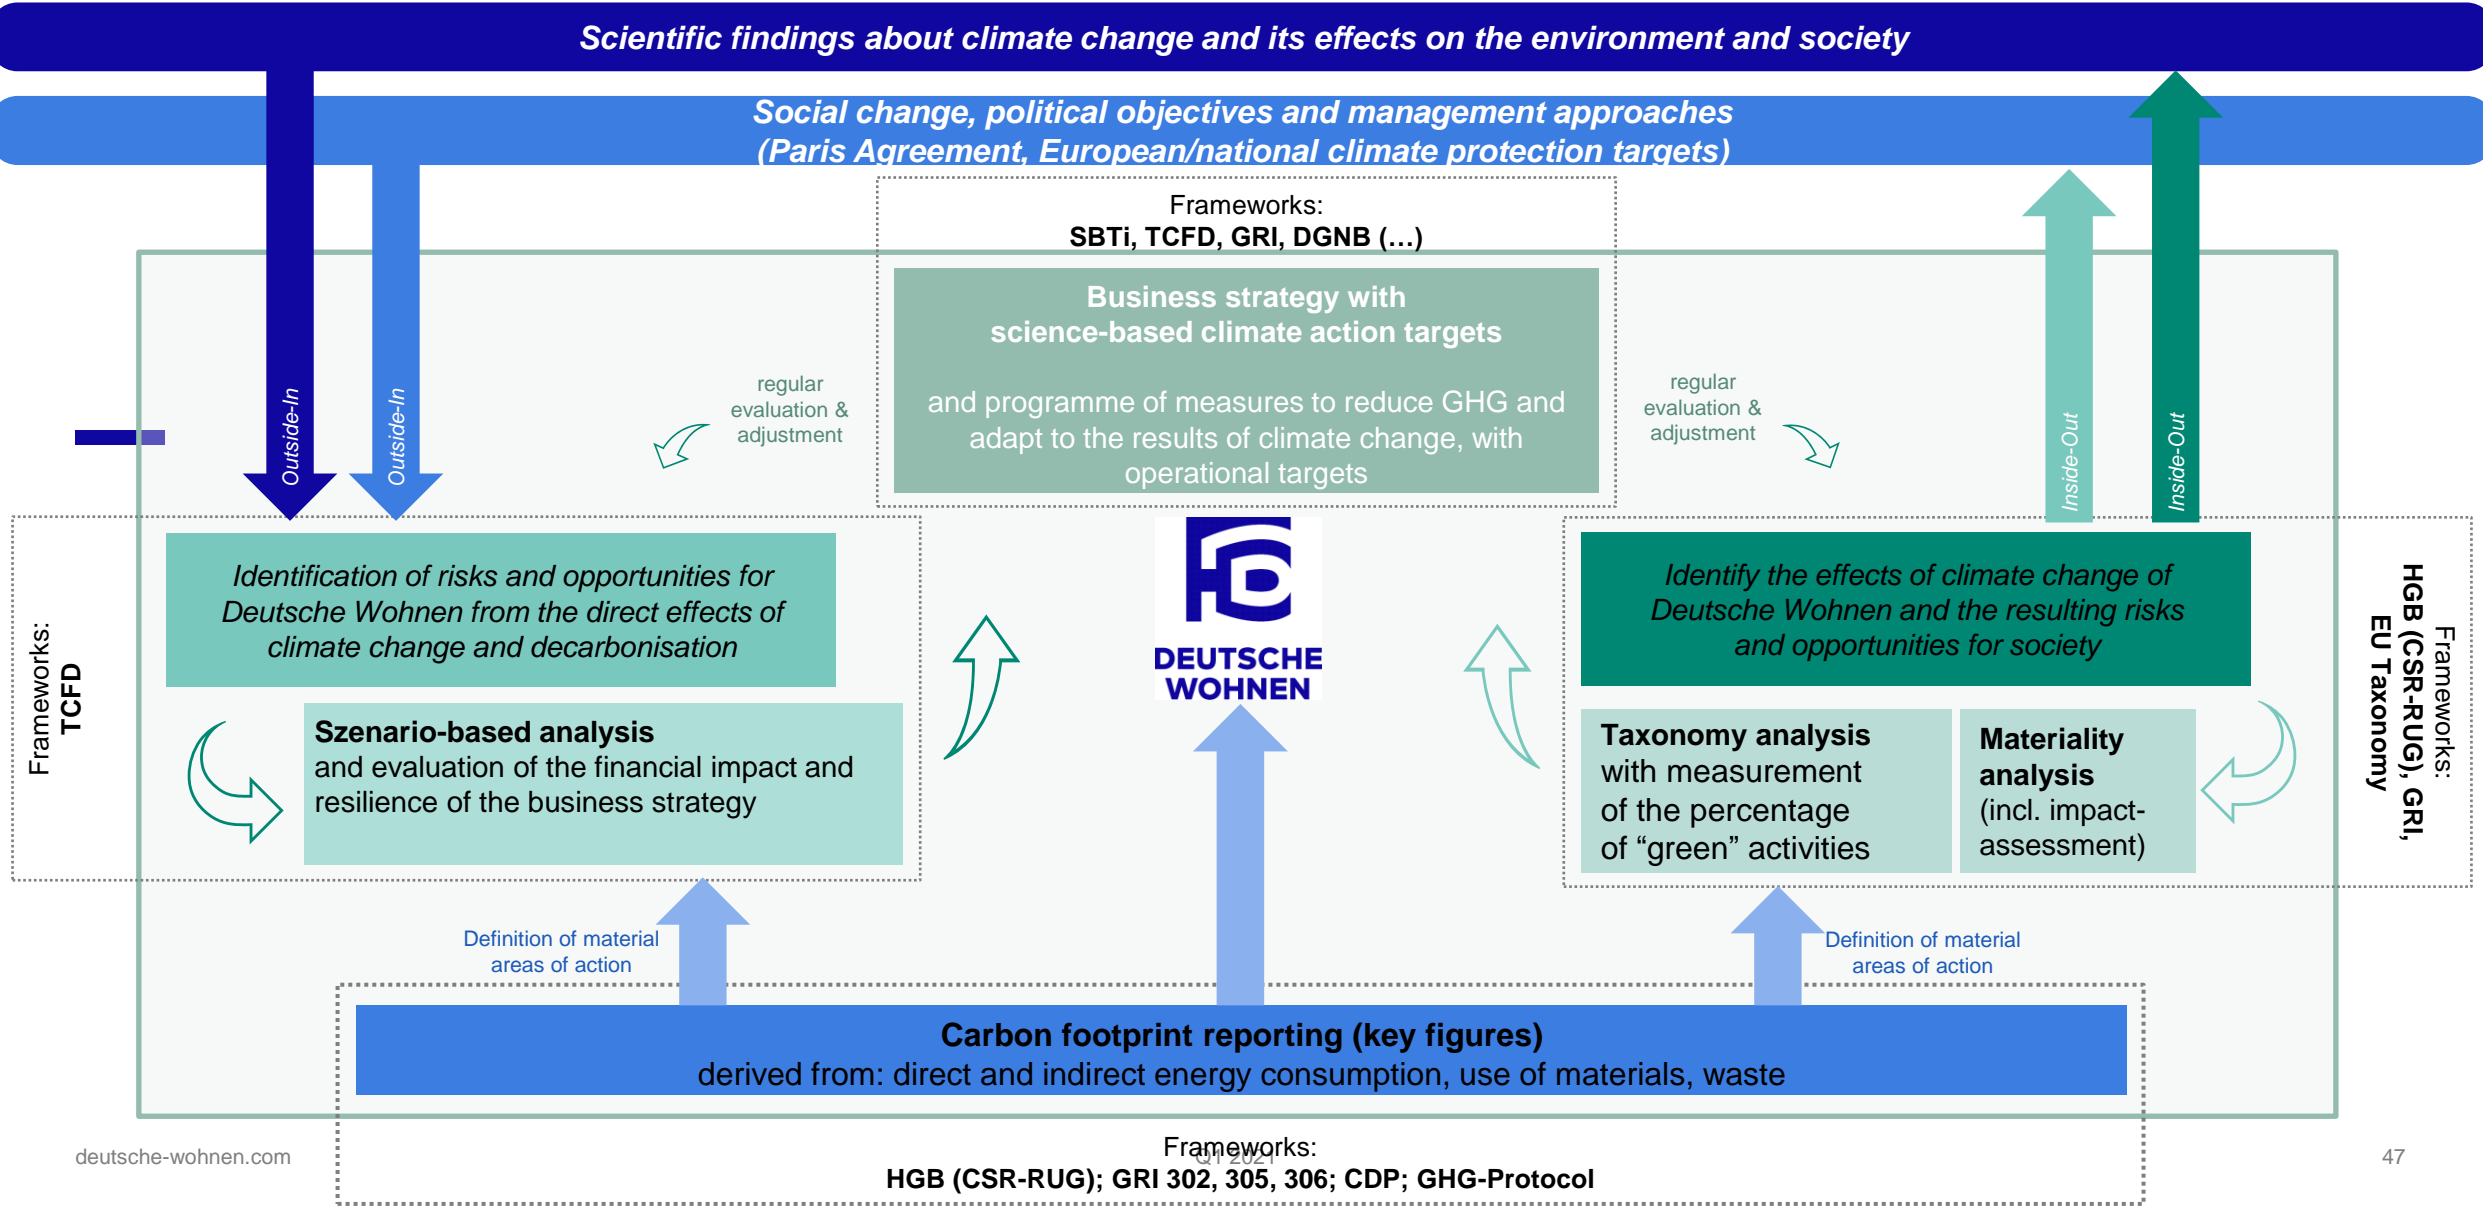 Scientific findings about climate change and its effects on the environment and society
Social change, political objectives and management approaches
(Paris Agreement, European/national climate protection targets)
Frameworks:
SBTi, TCFD, GRI, DGNB (…)
Business strategy with
science-based climate action targets
and programme of measures to reduce GHG and
adapt to the results of climate change, with
operational targets
regular
evaluation &
adjustment
regular
evaluation &
adjustment
Outside-In
Outside-In
Inside-Out
Inside-Out
Frameworks:
TCFD
Identification of risks and opportunities for
Deutsche Wohnen from the direct effects of
climate change and decarbonisation
Szenario-based analysis
and evaluation of the financial impact and
resilience of the business strategy
DEUTSCHE
WOHNEN
Identify the effects of climate change of
Deutsche Wohnen and the resulting risks
and opportunities for society
Taxonomy analysis
with measurement
of the percentage
of “green” activities
Materiality
analysis
(incl. impact-
assessment)
Frameworks:
HGB (CSR-RUG), GRI,
EU Taxonomy
Definition of material
areas of action
Definition of material
areas of action
Carbon footprint reporting (key figures)
derived from: direct and indirect energy consumption, use of materials, waste
Frameworks:
HGB (CSR-RUG); GRI 302, 305, 306; CDP; GHG-Protocol
deutsche-wohnen.com
Q1 2021
47